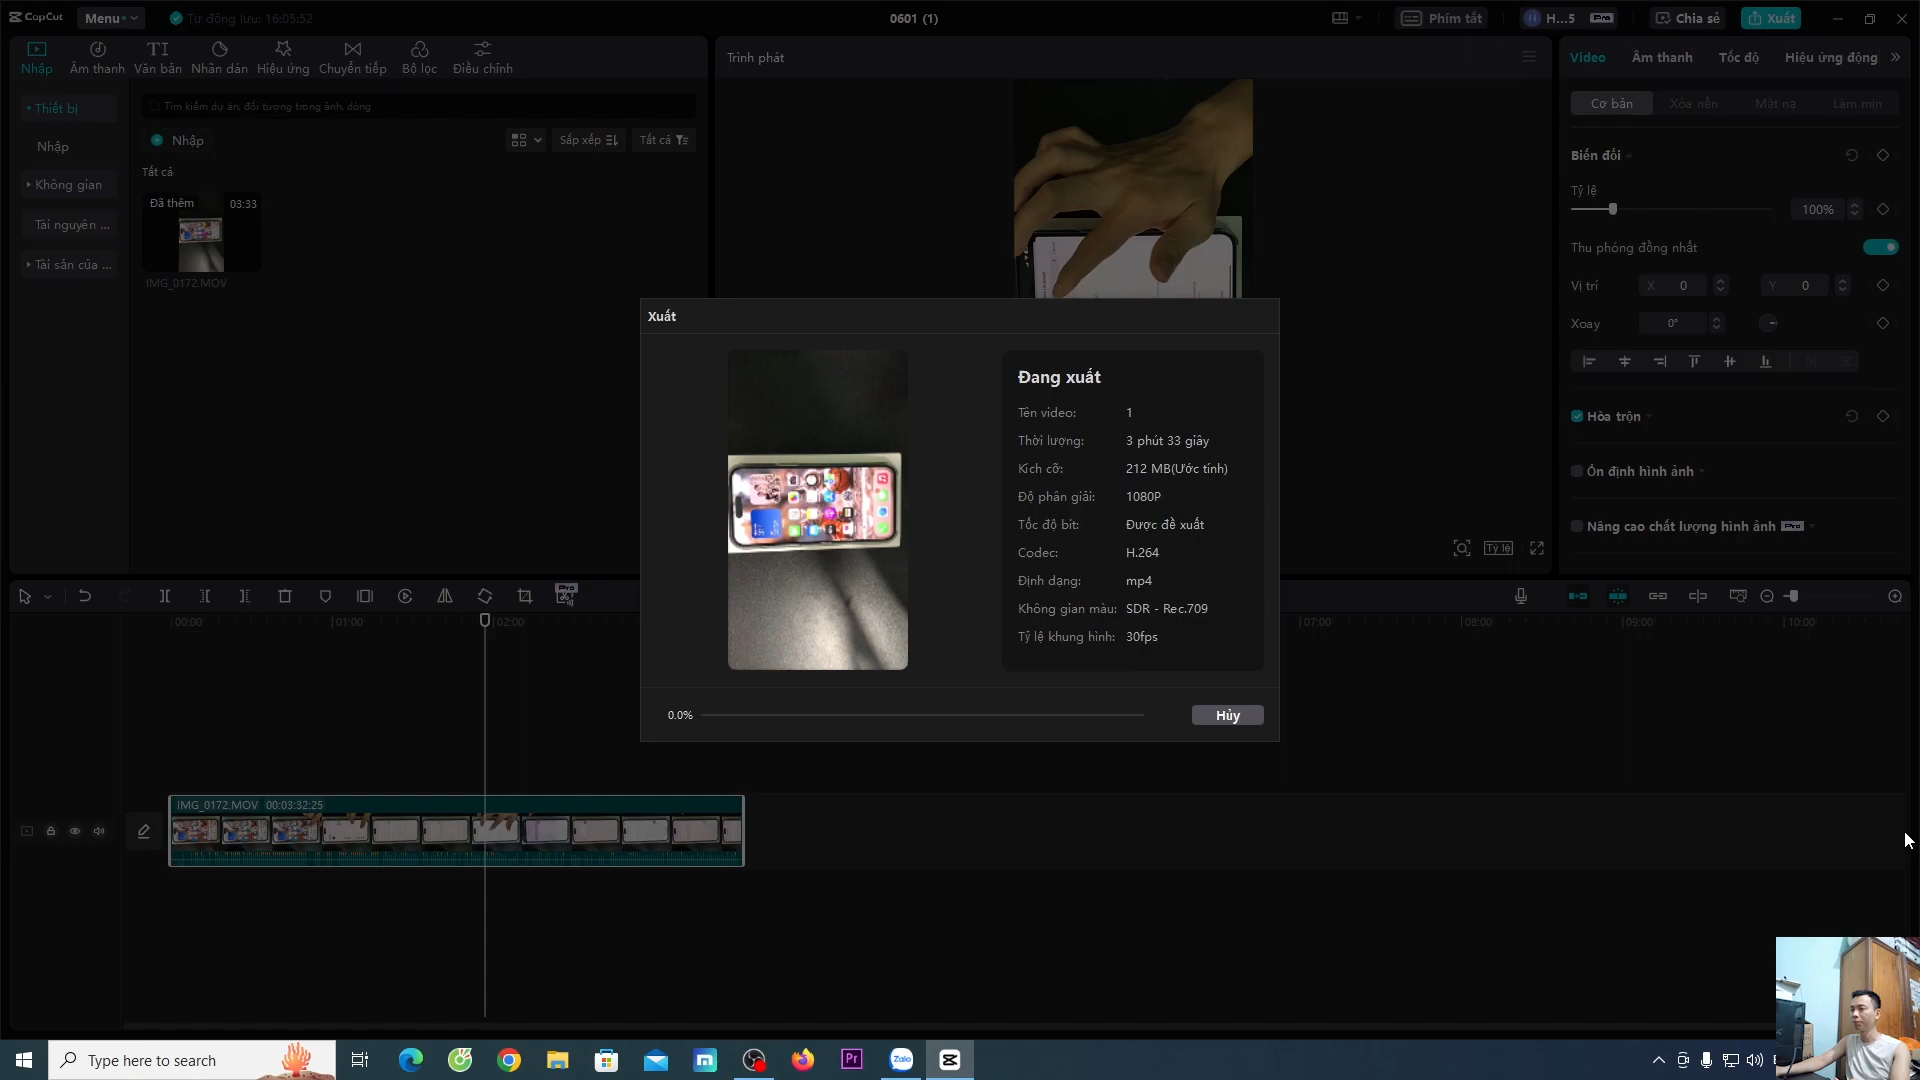 CapCut
Menu
Tự động lưu: 16:05:52
0601 (1)
Phím tắt
H...5
Pro
Chia sẻ
Xuất
Nhập
Âm thanh
Văn bản
Nhãn dán
Hiệu ứng
Chuyển tiếp
Bộ lọc
Điều chỉnh
Trình phát
Video
Âm thanh
Tốc độ
Hiệu ứng động
Thiết bị
Nhập
Không gian
Tài nguyên ...
Tài sản của ...
Tìm kiếm dự án, đối tượng trong ảnh, dòng
Nhập
Sắp xếp
Tất cả
Tất cả
Đã thêm
03:33
IMG_0172.MOV
Cơ bản
Xóa nền
Mặt nạ
Làm mịn
Biến đổi
Tỷ lệ
100%
Thu phóng đồng nhất
Vị trí
X
0
Y
0
Xoay
0°
Hòa trộn
Ổn định hình ảnh
Nâng cao chất lượng hình ảnh
Pro
Tỷ lệ
Xuất
Đang xuất
Tên video: 1
Thời lượng: 3 phút 33 giây
Kích cỡ: 212 MB(Ước tính)
Độ phân giải: 1080P
Tốc độ bit: Được đề xuất
Codec: H.264
Định dạng: mp4
Không gian màu: SDR - Rec.709
Tỷ lệ khung hình: 30fps
0.0%
Hủy
Pro
00:00
01:00
02:00
07:00
08:00
09:00
10:00
IMG_0172.MOV 00:03:32:25
Type here to search
Pr
Zalo